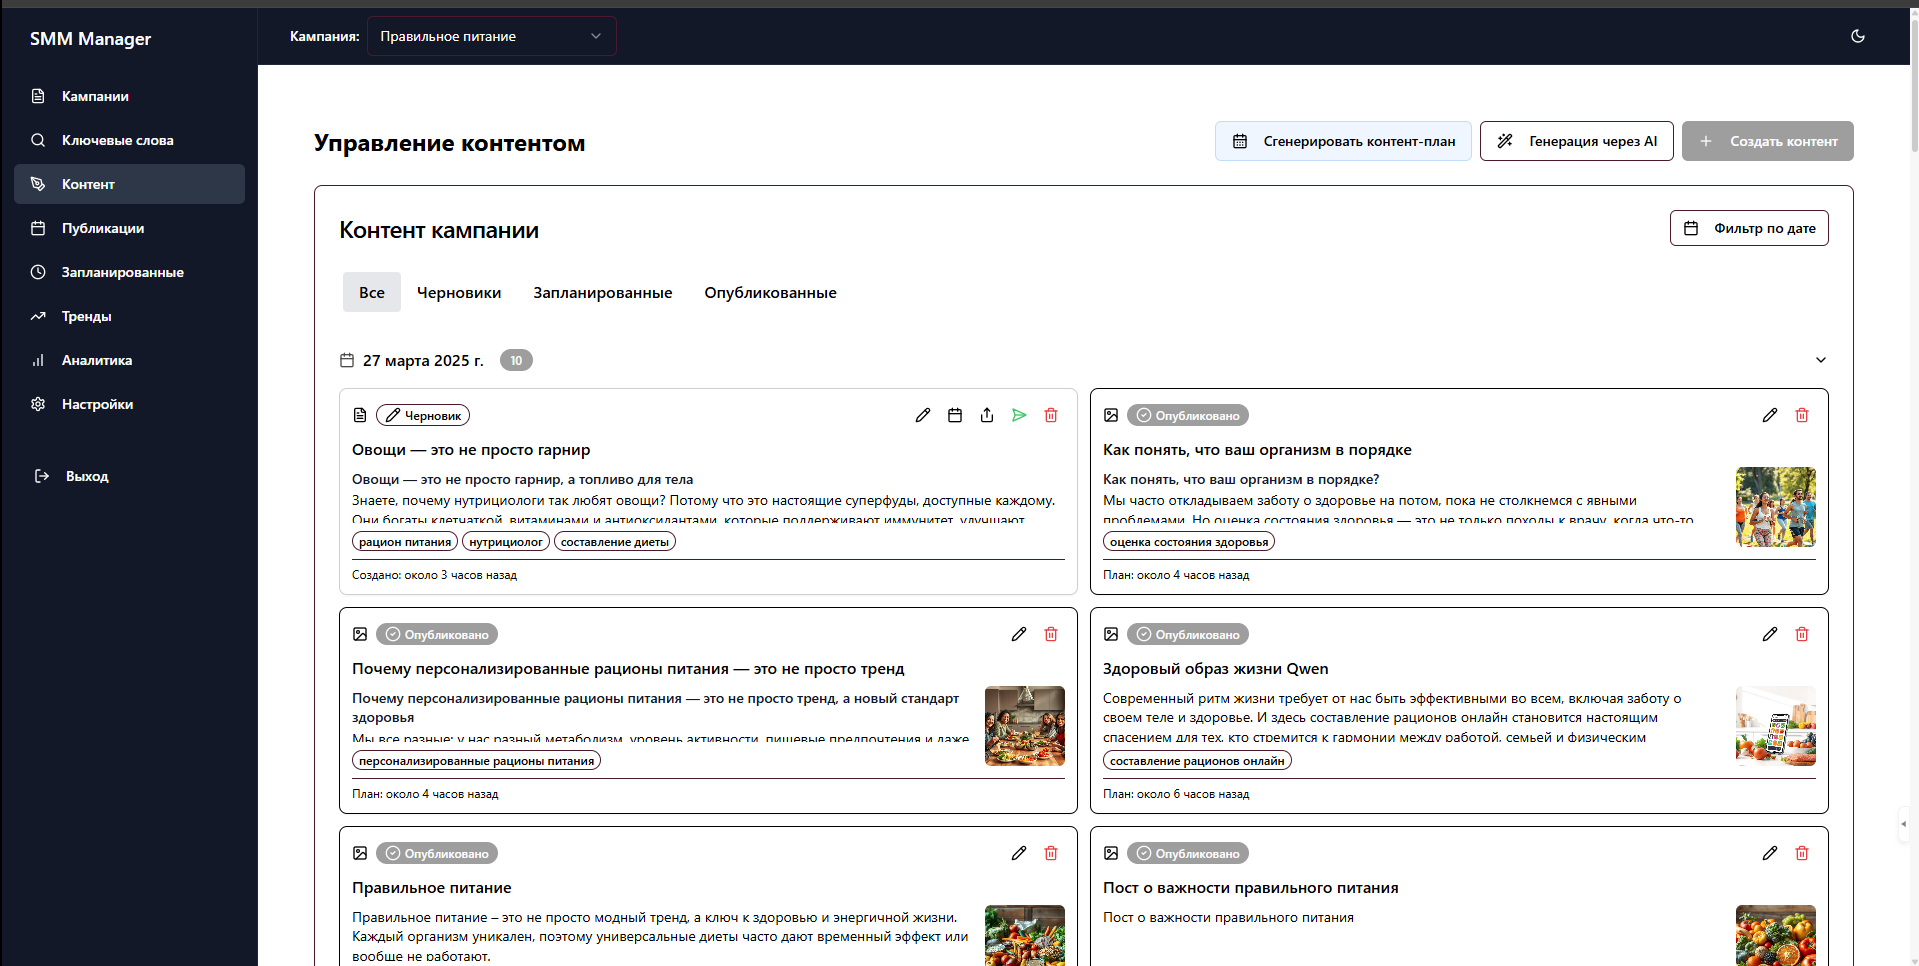 SMM Manager
Кампании
Ключевые слова
Контент
Публикации
Запланированные
Тренды
Аналитика
Настройки
Выход
Кампания: Правильное питание
Управление контентом
Сгенерировать контент-план
Генерация через AI
Создать контент
Контент кампании
Фильтр по дате
Все Черновики Запланированные Опубликованные
27 марта 2025 г. 10
Черновик
Овощи — это не просто гарнир
Овощи — это не просто гарнир, а топливо для тела
Знаете, почему нутрициологи так любят овощи? Потому что это настоящие суперфуды, доступные каждому.
Они богаты клетчаткой, витаминами и антиоксидантами, которые поддерживают иммунитет, улучшают
рацион питания нутрициолог составление диеты
Создано: около 3 часов назад
Опубликовано
Как понять, что ваш организм в порядке
Как понять, что ваш организм в порядке?
Мы часто откладываем заботу о здоровье на потом, пока не столкнемся с явными
проблемами. Но оценка состояния здоровья — это не только походы к врачу, когда что-то
оценка состояния здоровья
План: около 4 часов назад
Опубликовано
Почему персонализированные рационы питания — это не просто тренд
Почему персонализированные рационы питания — это не просто тренд, а новый стандарт
здоровья
Мы все разные: у нас разный метаболизм, уровень активности, пищевые предпочтения и даже
персонализированные рационы питания
План: около 4 часов назад
Опубликовано
Здоровый образ жизни Qwen
Современный ритм жизни требует от нас быть эффективными во всем, включая заботу о
своем теле и здоровье. И здесь составление рационов онлайн становится настоящим
спасением для тех, кто стремится к гармонии между работой, семьей и физическим
составление рационов онлайн
План: около 6 часов назад
Опубликовано
Правильное питание
Правильное питание – это не просто модный тренд, а ключ к здоровью и энергичной жизни.
Каждый организм уникален, поэтому универсальные диеты часто дают временный эффект или
вообще не работают.
Опубликовано
Пост о важности правильного питания
Пост о важности правильного питания